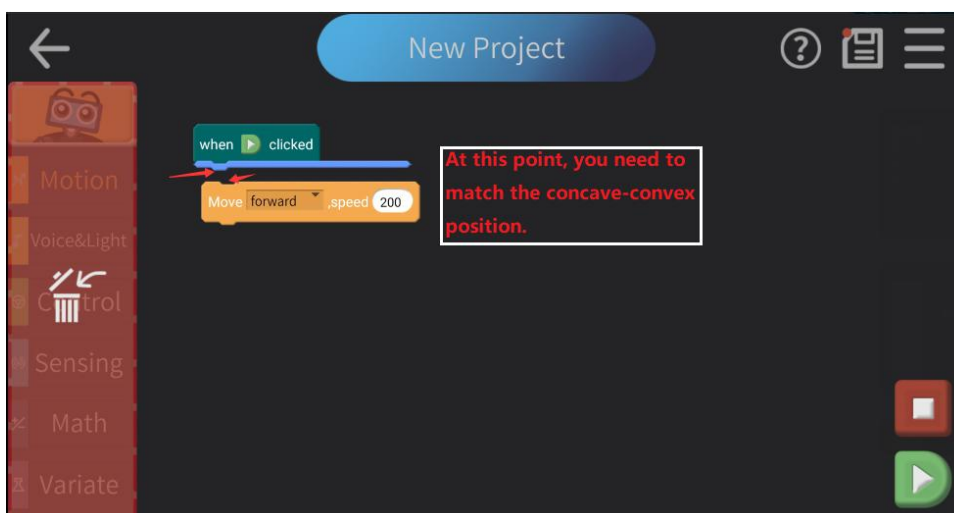 New Project
when clicked
At this point, you need to
match the concave-convex
position.
Move forward ,speed 200
Motion
Voice&Light
Control
Sensing
Math
Variate